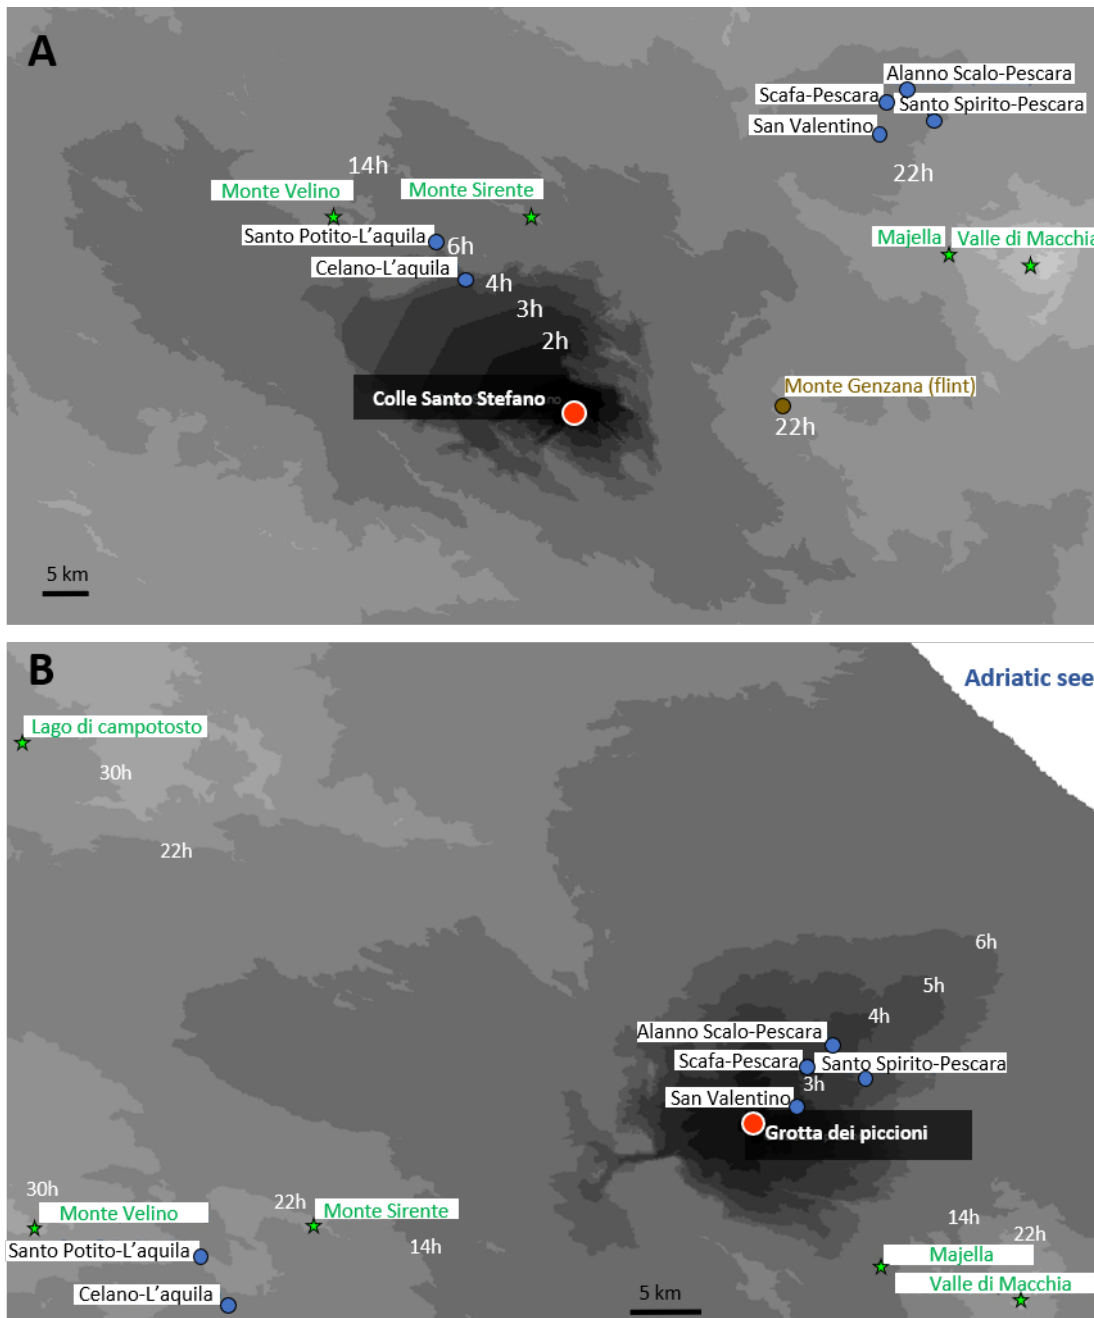 A
Alanno Scalo-Pescara
Scafa-Pescara
Santo Spirito-Pescara
San Valentino
14h
22h
Monte Velino
Monte Sirente
Santo Potito-L'aquila
6h
Majella
Valle di Macchia
Celano-L'aquila
4h
3h
2h
Monte Genzana (flint)
Colle Santo Stefano
22h
5 km
B
Adriatic see
Lago di campotosto
30h
22h
6h
5h
4h
Alanno Scalo-Pescara
Scafa-Pescara
Santo Spirito-Pescara
3h
San Valentino
Grotta dei piccioni
30h
22h
Monte Velino
Monte Sirente
14h
14h
22h
Santo Potito-L'aquila
Majella
Celano-L'aquila
5 km
Valle di Macchia